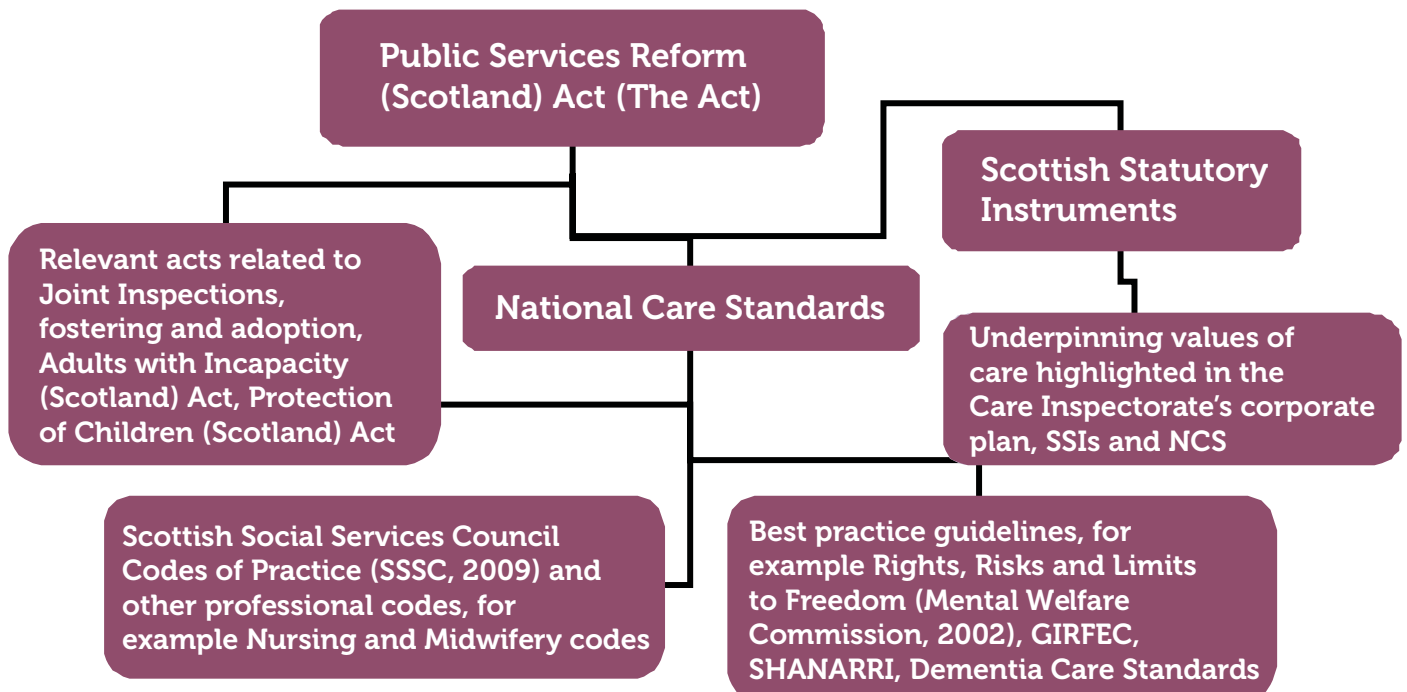 Public Services Reform
(Scotland) Act (The Act)
Scottish Statutory
Instruments
Relevant acts related to
Joint Inspections,
fostering and adoption,
Adults with Incapacity
(Scotland) Act, Protection
of Children (Scotland) Act
National Care Standards
Underpinning values of
care highlighted in the
Care Inspectorate’s corporate
plan, SSIs and NCS
Scottish Social Services Council
Codes of Practice (SSSC, 2009) and
other professional codes, for
example Nursing and Midwifery codes
Best practice guidelines, for
example Rights, Risks and Limits
to Freedom (Mental Welfare
Commission, 2002), GIRFEC,
SHANARRI, Dementia Care Standards